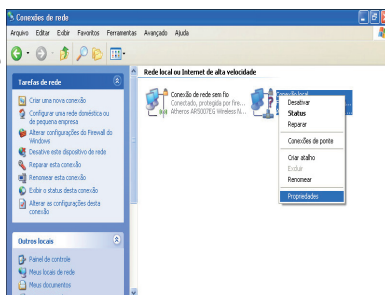 Conexões de rede
Arquivo Editar Exibir Favoritos Ferramentas Avançado Ajuda
Rede local ou Internet de alta velocidade
Tarefas de rede
Criar uma nova conexão
Configurar uma rede doméstica ou
de pequena empresa
Alterar configurações do Firewall do
Windows
Desative este dispositivo de rede
Reparar esta conexão
Renomear esta conexão
Exibir o status desta conexão
Alterar as configurações desta
conexão
Conexão de rede sem fio
Conectado, protegida por fire...
Atheros AR5007EG Wireless N...
Conexão local
Desativar
Status
Reparar
Conexões de ponte
Criar atalho
Excluir
Renomear
Propriedades
Outros locais
Painel de controle
Meus locais de rede
Meus documentos